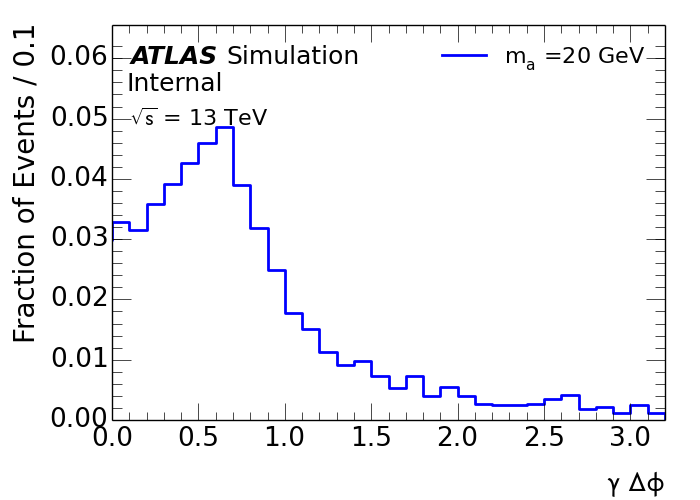 ATLAS Simulation
Internal
√s = 13 TeV
mₐ =20 GeV
Fraction of Events / 0.1
0.06
0.05
0.04
0.03
0.02
0.01
0.00
0.0 0.5 1.0 1.5 2.0 2.5 3.0
γ Δϕ